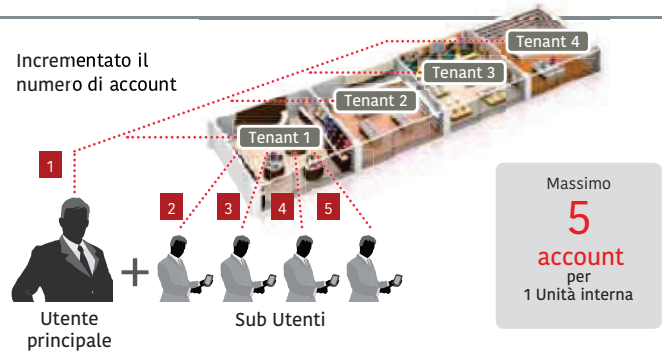 Incrementato il
numero di account
Tenant 4
Tenant 3
Tenant 2
Tenant 1
1
2
3
4
5
Utente
principale
+
Sub Utenti
Massimo
5
account
per
1 Unità interna